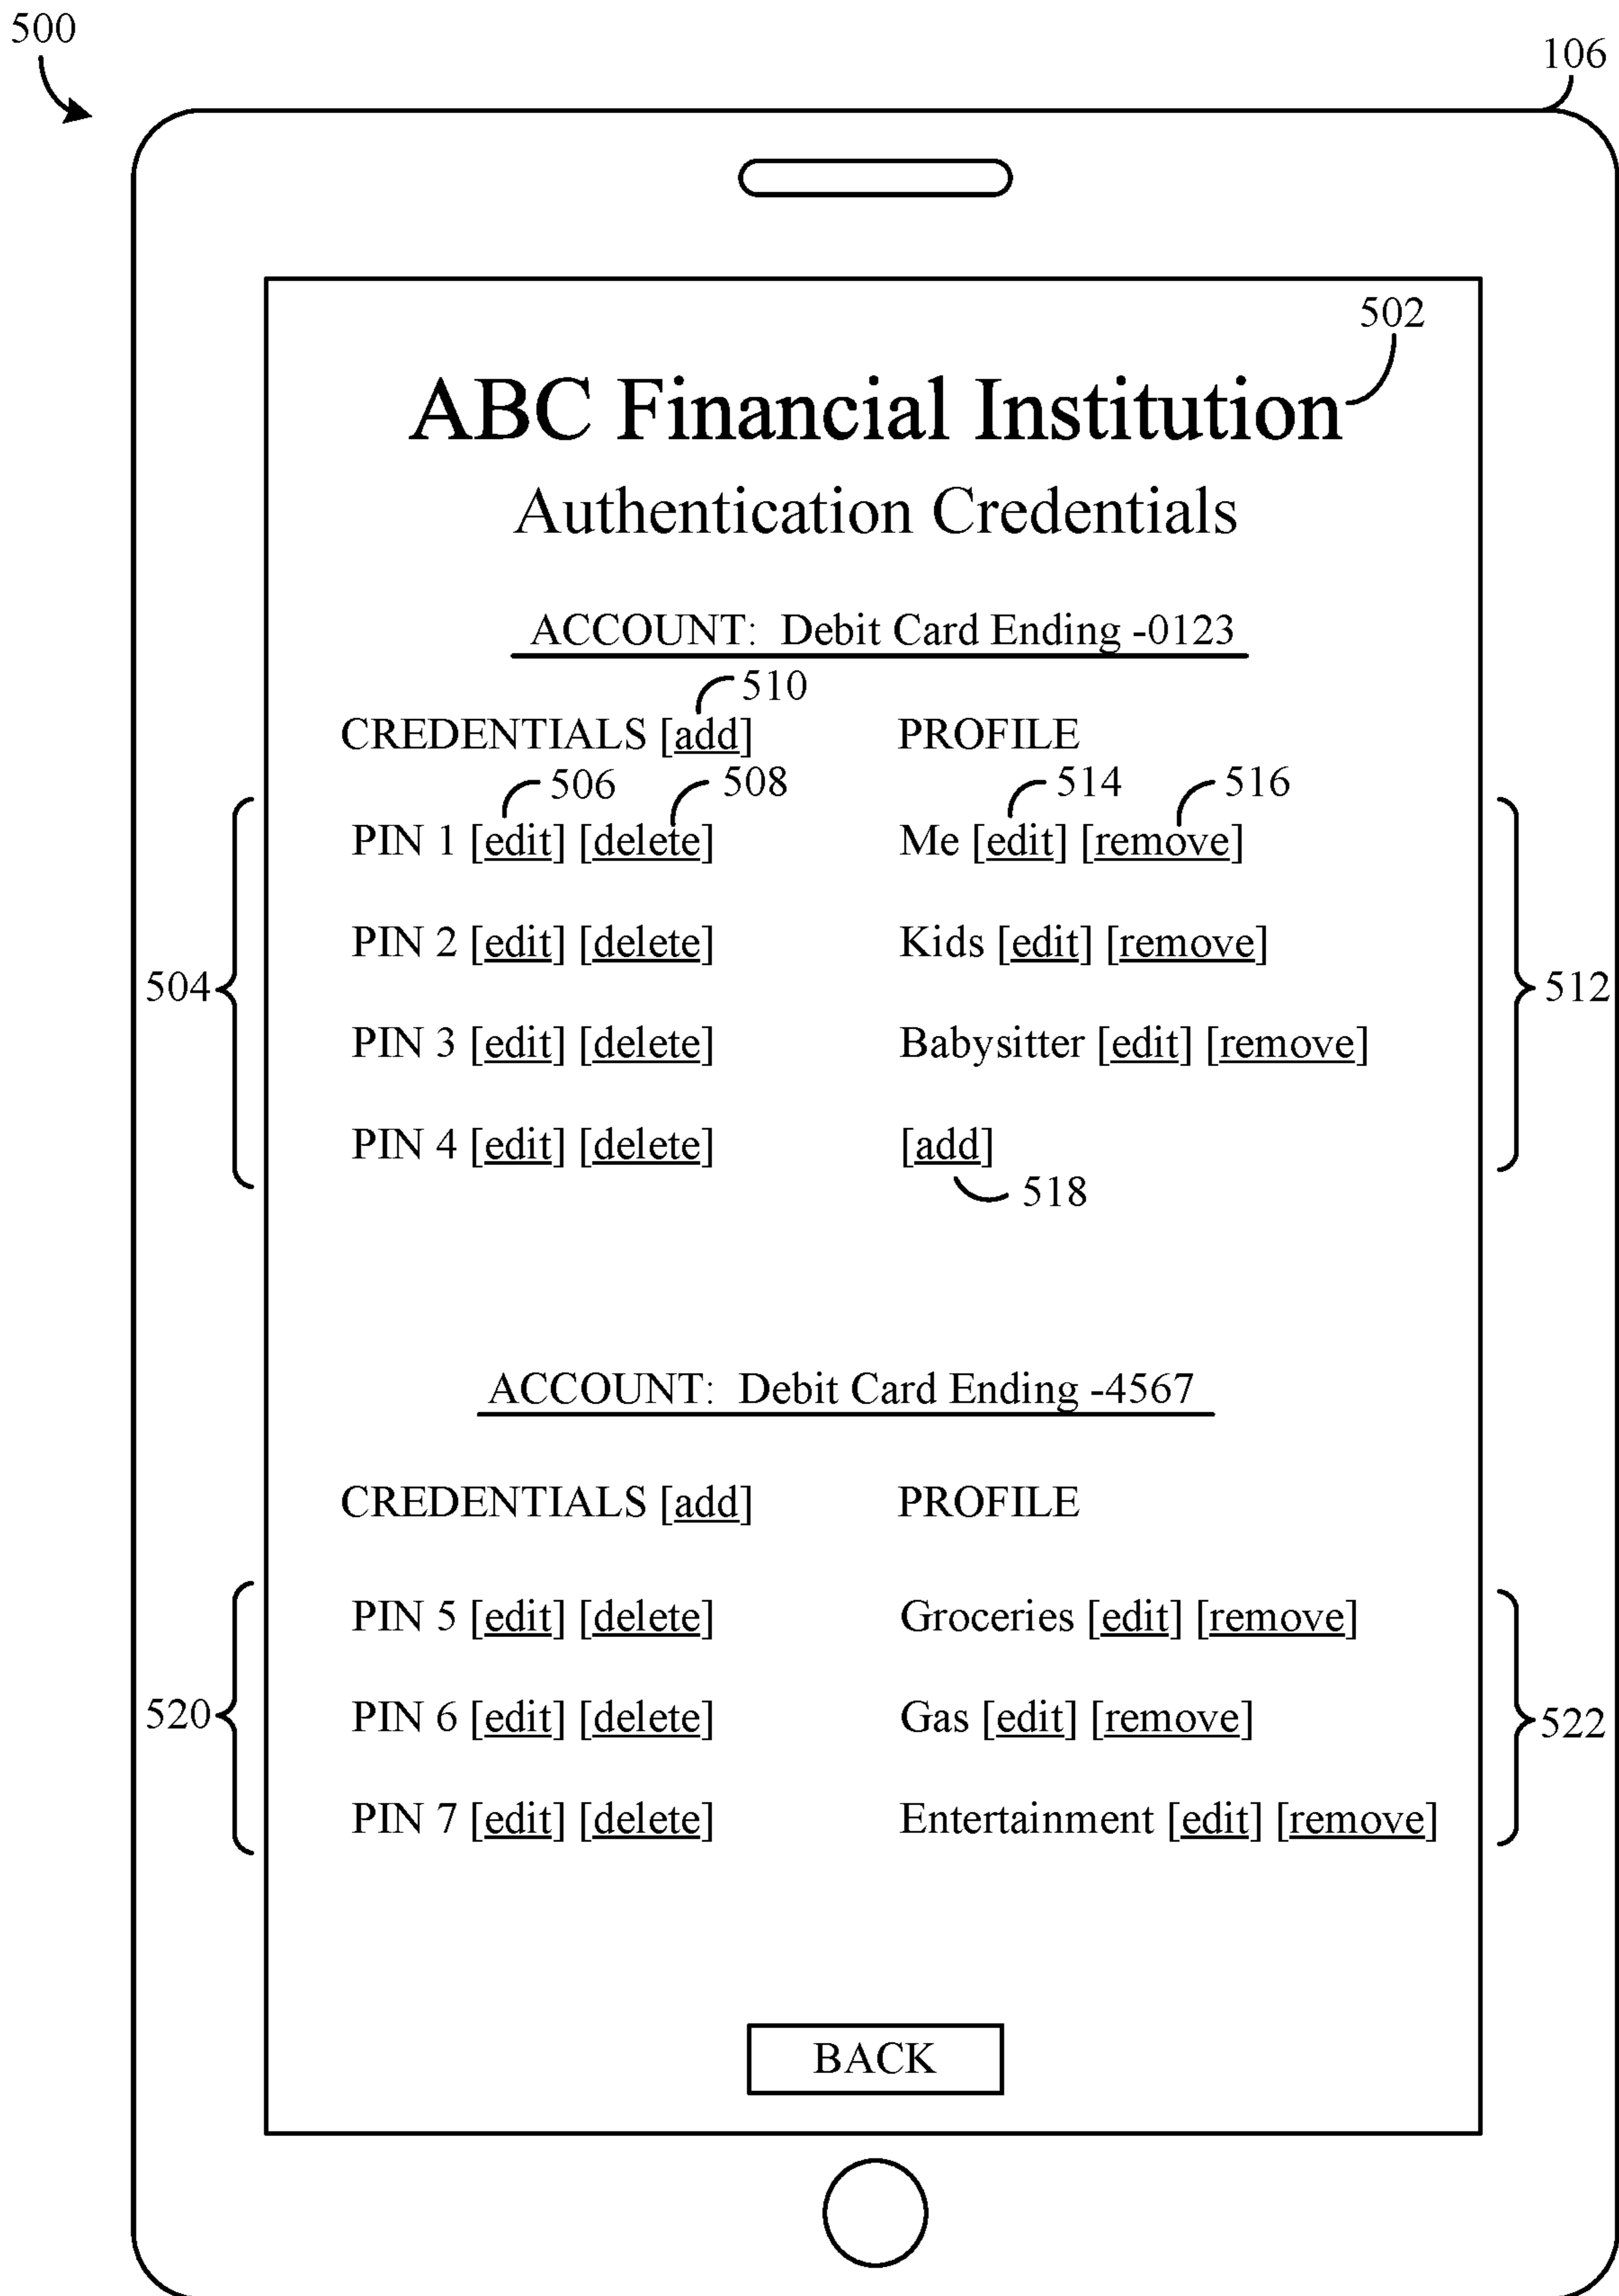 500
106
502
ABC Financial Institution
Authentication Credentials
ACCOUNT: Debit Card Ending -0123
510
CREDENTIALS [add] PROFILE
506 508 514 516
PIN 1 [edit] [delete] Me [edit] [remove]
PIN 2 [edit] [delete] Kids [edit] [remove]
504 512
PIN 3 [edit] [delete] Babysitter [edit] [remove]
PIN 4 [edit] [delete] [add]
518
ACCOUNT: Debit Card Ending -4567
CREDENTIALS [add] PROFILE
PIN 5 [edit] [delete] Groceries [edit] [remove]
520 PIN 6 [edit] [delete] Gas [edit] [remove] 522
PIN 7 [edit] [delete] Entertainment [edit] [remove]
BACK